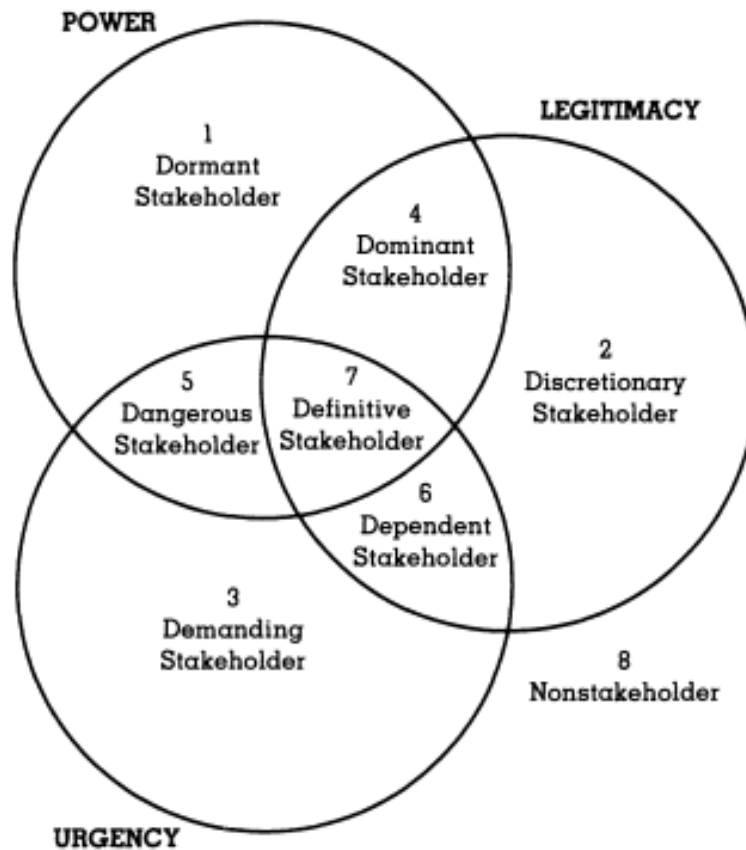 POWER
LEGITIMACY
1
Dormant
Stakeholder
4
Dominant
Stakeholder
2
Discretionary
Stakeholder
5
Dangerous
Stakeholder
7
Definitive
Stakeholder
6
Dependent
Stakeholder
3
Demanding
Stakeholder
8
Nonstakeholder
URGENCY